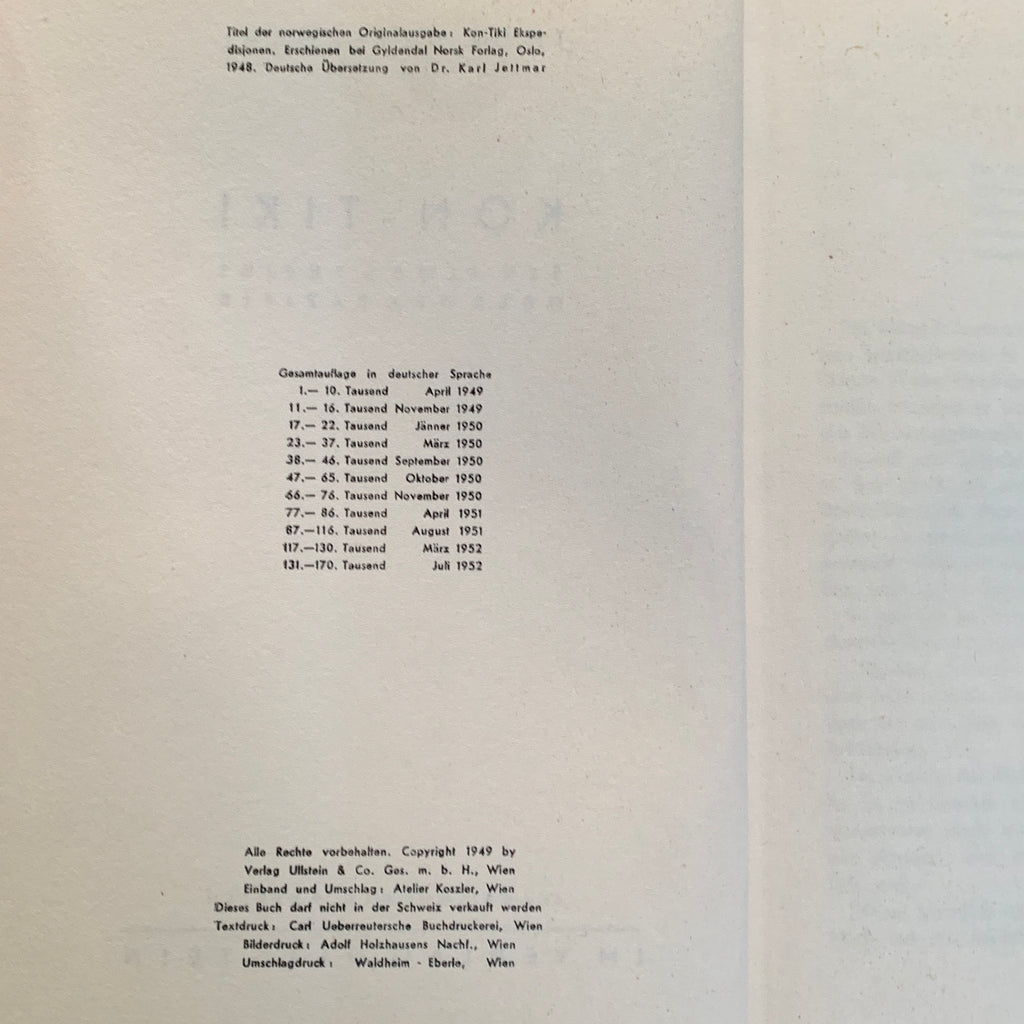 Titel der norwegischen Originalausgabe: Kon-Tiki Ekspe-
disjonen. Erschienen bei Gyldendal Norsk Forlag, Oslo,
1948. Deutsche Übersetzung von Dr. Karl Jettmar
KON-TIKI
Gesamtauflage in deutscher Sprache
1.— 10. Tausend April 1949
11.— 16. Tausend November 1949
17.— 22. Tausend Jänner 1950
23.— 37. Tausend März 1950
38.— 46. Tausend September 1950
47.— 65. Tausend Oktober 1950
66.— 76. Tausend November 1950
77.— 86. Tausend April 1951
87.—116. Tausend August 1951
117.—130. Tausend März 1952
131.—170. Tausend Juli 1952
Alle Rechte vorbehalten. Copyright 1949 by
Verlag Ullstein & Co. Ges. m. b. H., Wien
Einband und Umschlag: Atelier Koszler, Wien
Dieses Buch darf nicht in der Schweiz verkauft werden
Textdruck: Carl Ueberreutersche Buchdruckerei, Wien
Bilderdruck: Adolf Holzhausens Nachf., Wien
Umschlagdruck: Waldheim - Eberle, Wien